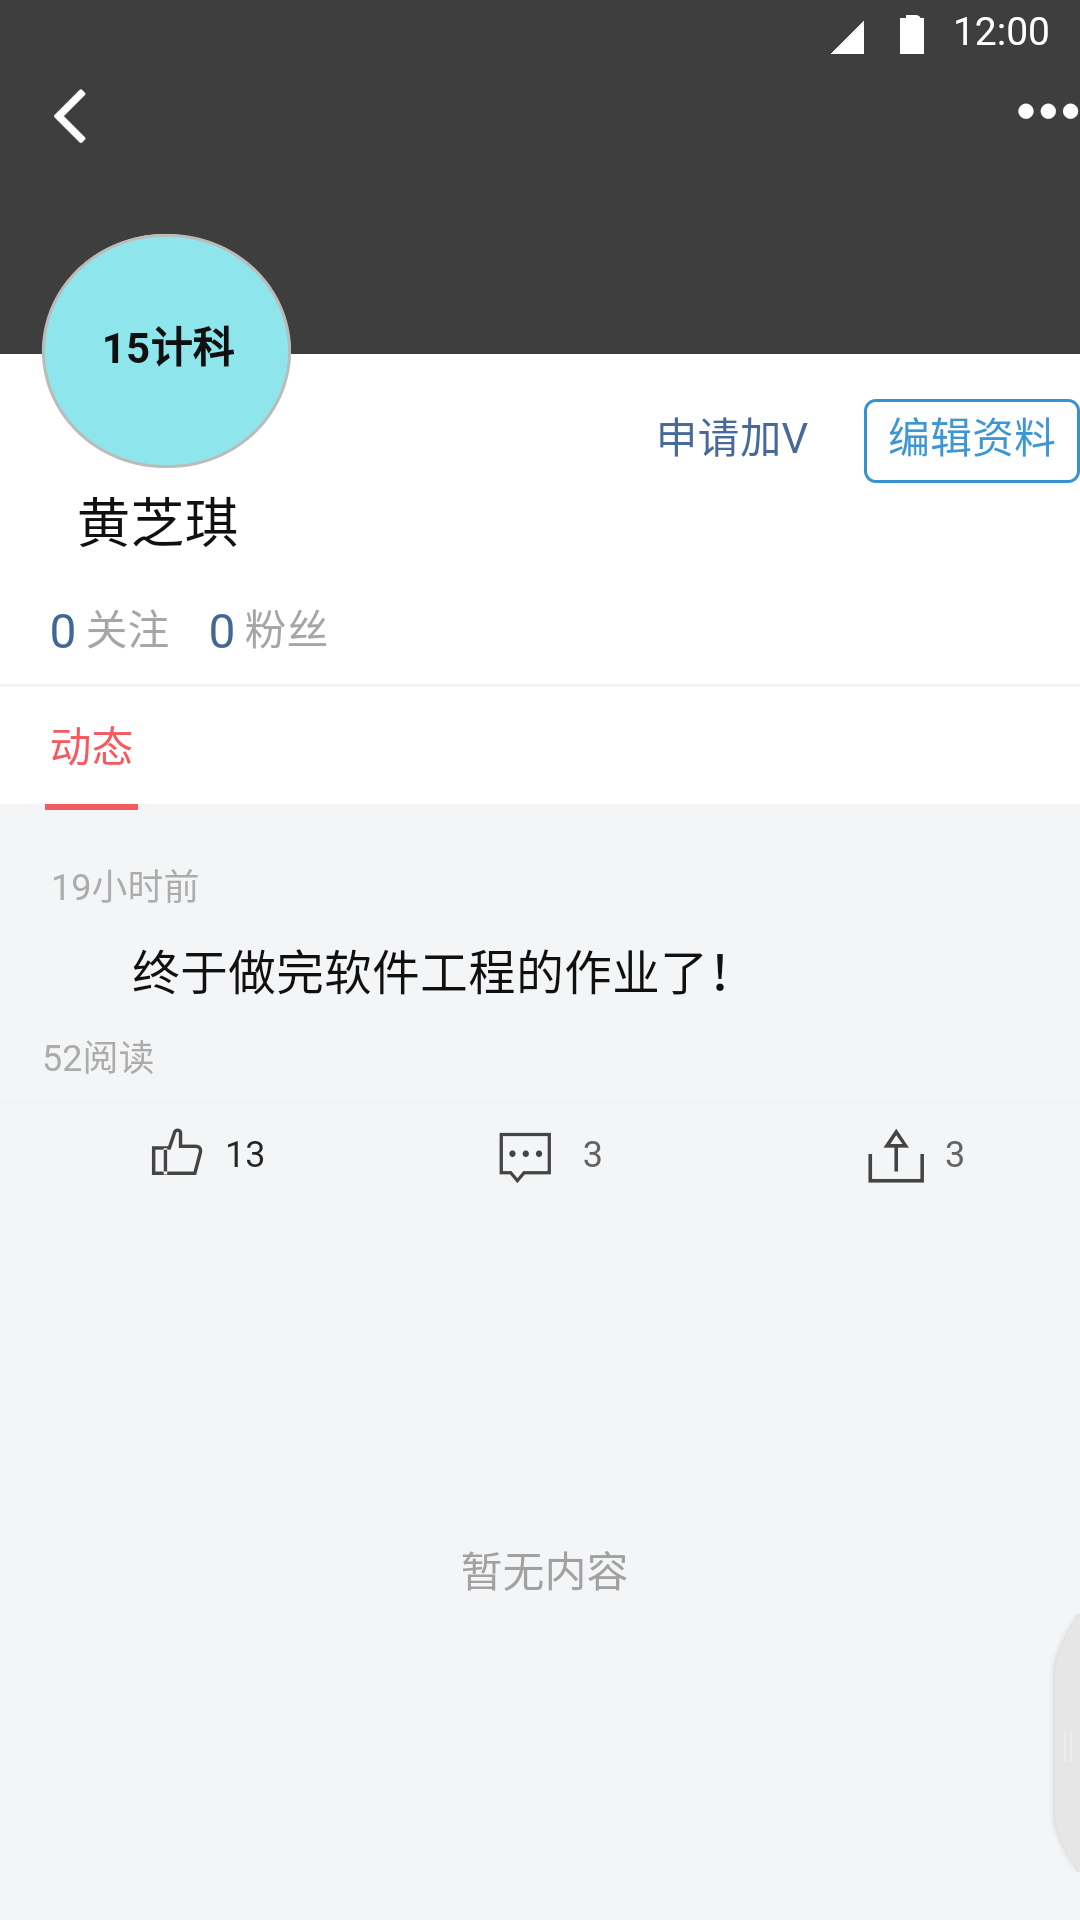 12:00
15计科
申请加V
编辑资料
黄芝琪
0 关注 0 粉丝
动态
19小时前
终于做完软件工程的作业了！
52阅读
13 3 3
暂无内容